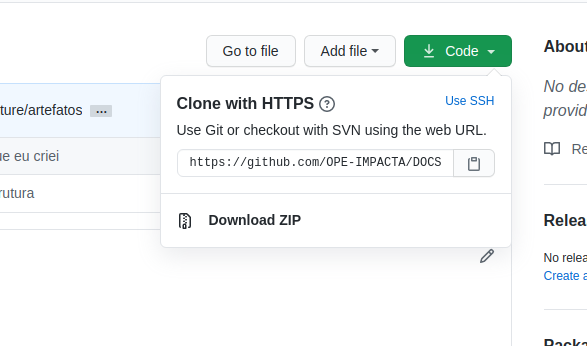 Go to file
Add file
Code
About
No de
provid
Re
ture/artefatos ...
e eu criei
rutura
Clone with HTTPS
Use SSH
Use Git or checkout with SVN using the web URL.
https://github.com/OPE-IMPACTA/DOCS
Download ZIP
Relea
No relea
Create a
Packa